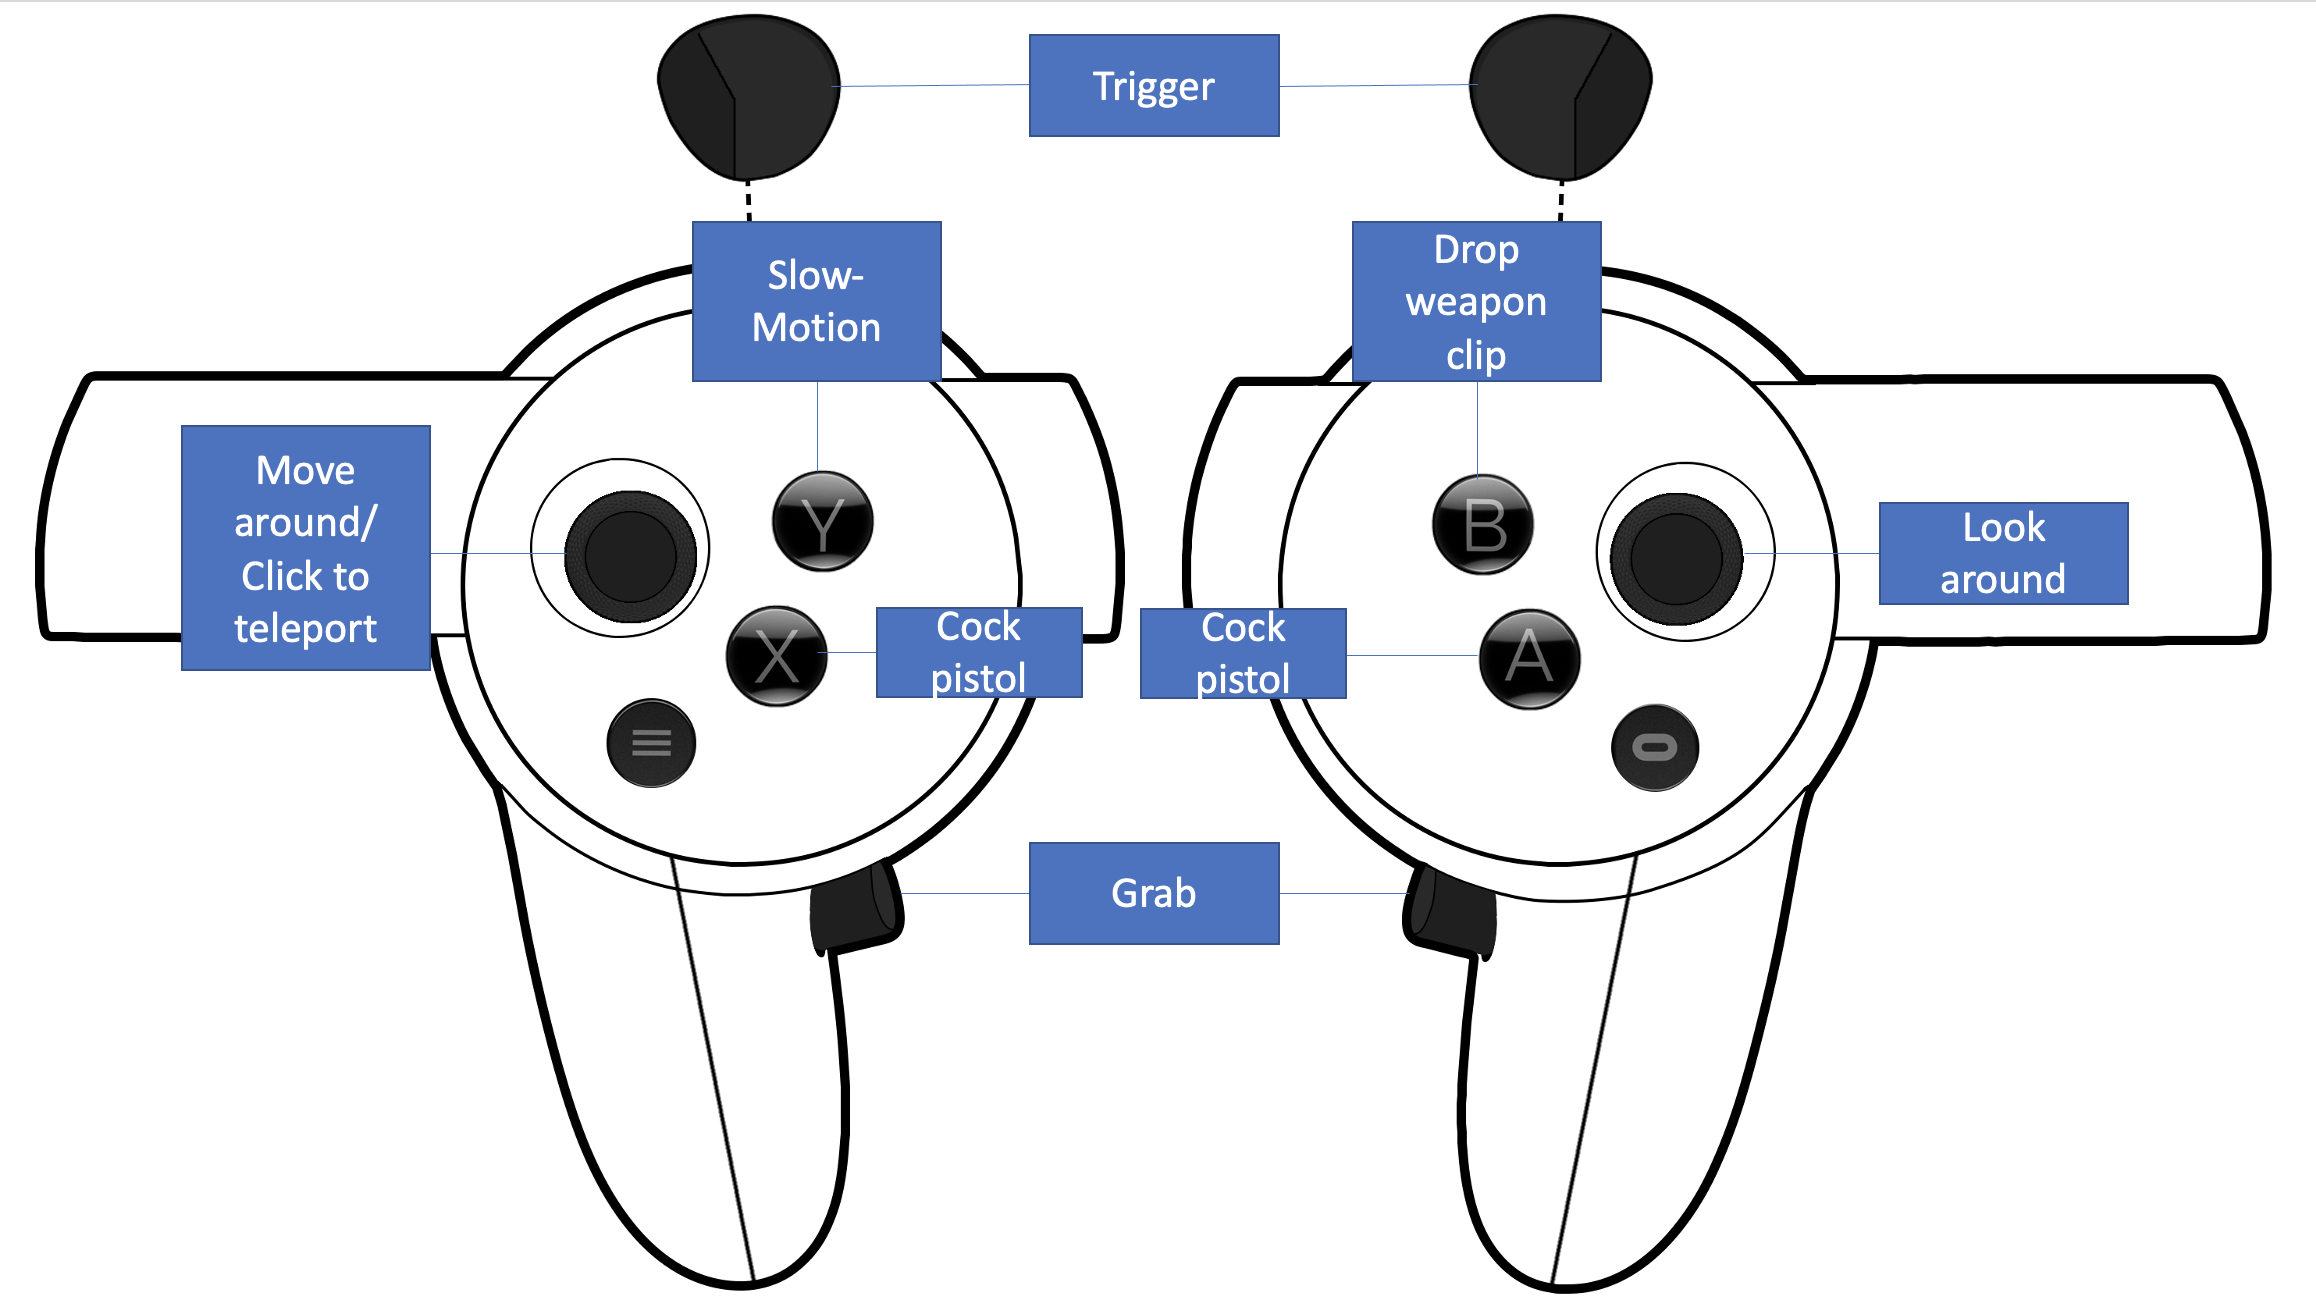 Trigger
Slow-
Motion
Drop
weapon
clip
Move
around/
Click to
teleport
Y
B
Look
around
X
Cock
pistol
Cock
pistol
A
Grab